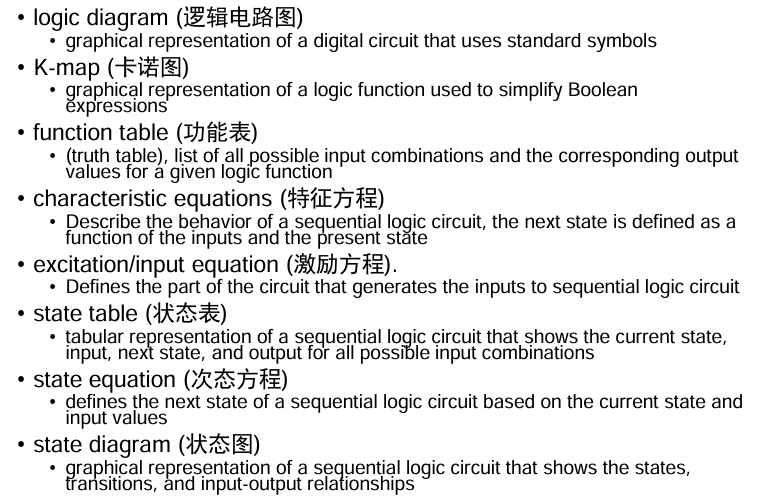 • logic diagram (逻辑电路图)
• graphical representation of a digital circuit that uses standard symbols
• K-map (卡诺图)
• graphical representation of a logic function used to simplify Boolean
expressions
• function table (功能表)
• (truth table), list of all possible input combinations and the corresponding output
values for a given logic function
• characteristic equations (特征方程)
• Describe the behavior of a sequential logic circuit, the next state is defined as a
function of the inputs and the present state
• excitation/input equation (激励方程).
• Defines the part of the circuit that generates the inputs to sequential logic circuit
• state table (状态表)
• tabular representation of a sequential logic circuit that shows the current state,
input, next state, and output for all possible input combinations
• state equation (次态方程)
• defines the next state of a sequential logic circuit based on the current state and
input values
• state diagram (状态图)
• graphical representation of a sequential logic circuit that shows the states,
transitions, and input-output relationships